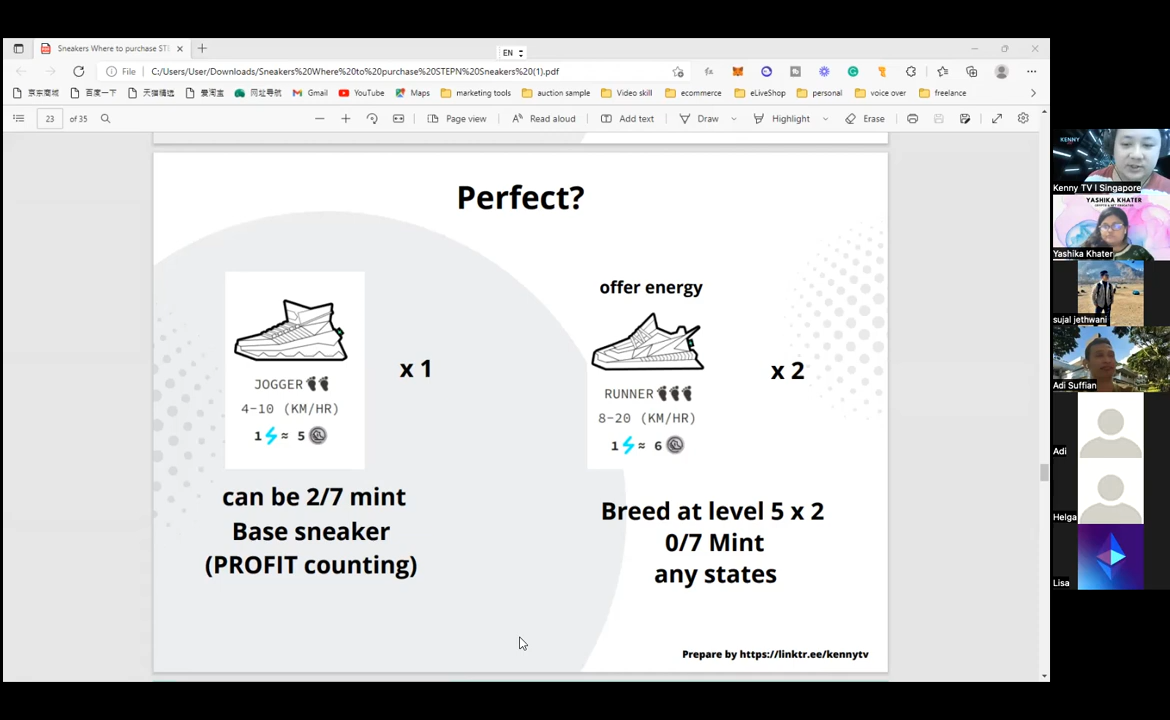 Sneakers Where to purchase STE
EN
File
C:/Users/User/Downloads/Sneakers%20Where%20to%20purchase%20STEPN%20Sneakers%20(1).pdf
京东商城
百度一下
天猫精选
爱淘宝
网址导航
Gmail
YouTube
Maps
marketing tools
auction sample
Video skill
ecommerce
eLiveShop
personal
voice over
freelance
23
of 35
Page view
Read aloud
Add text
Draw
Highlight
Erase
Perfect?
JOGGER
4-10 (KM/HR)
1 ≈ 5
x 1
can be 2/7 mint
Base sneaker
(PROFIT counting)
offer energy
RUNNER
8-20 (KM/HR)
1 ≈ 6
x 2
Breed at level 5 x 2
0/7 Mint
any states
Prepare by https://linktr.ee/kennytv
KENNY
Kenny TV I Singapore
YASHIKA KHATER
Yashika Khater
sujal jethwani
Adi Suffian
Adi
Helga
Lisa